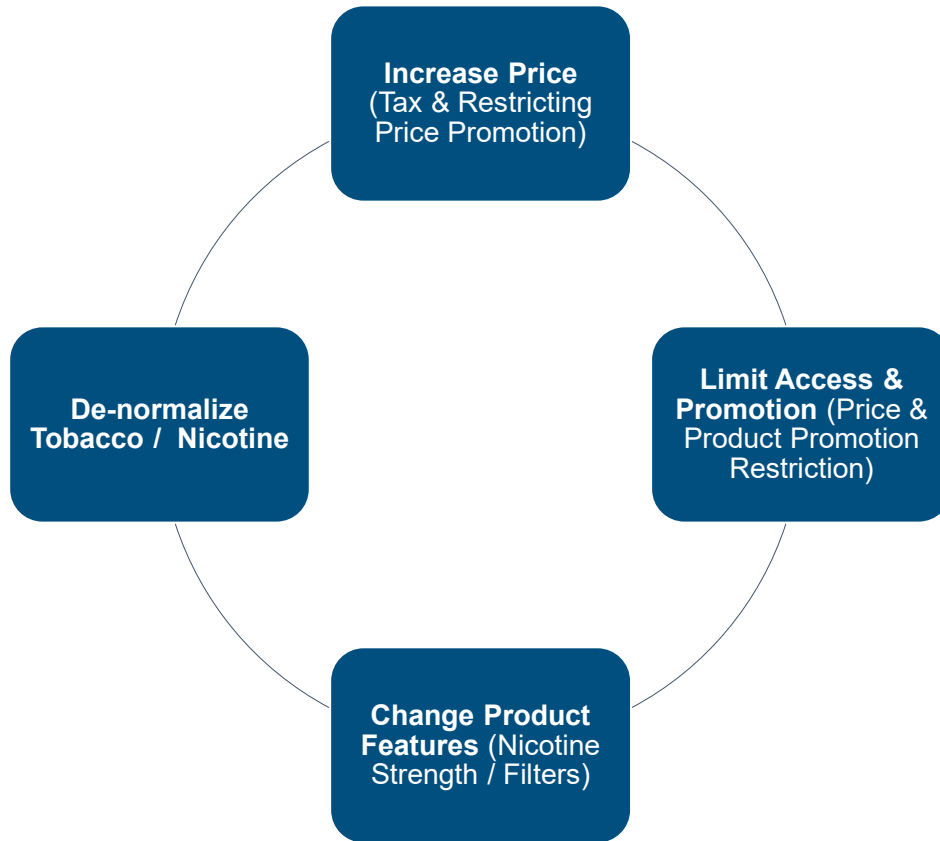 Increase Price
(Tax & Restricting
Price Promotion)
De-normalize
Tobacco /  Nicotine
Limit Access &
Promotion (Price &
Product Promotion
Restriction)
Change Product
Features (Nicotine
Strength / Filters)